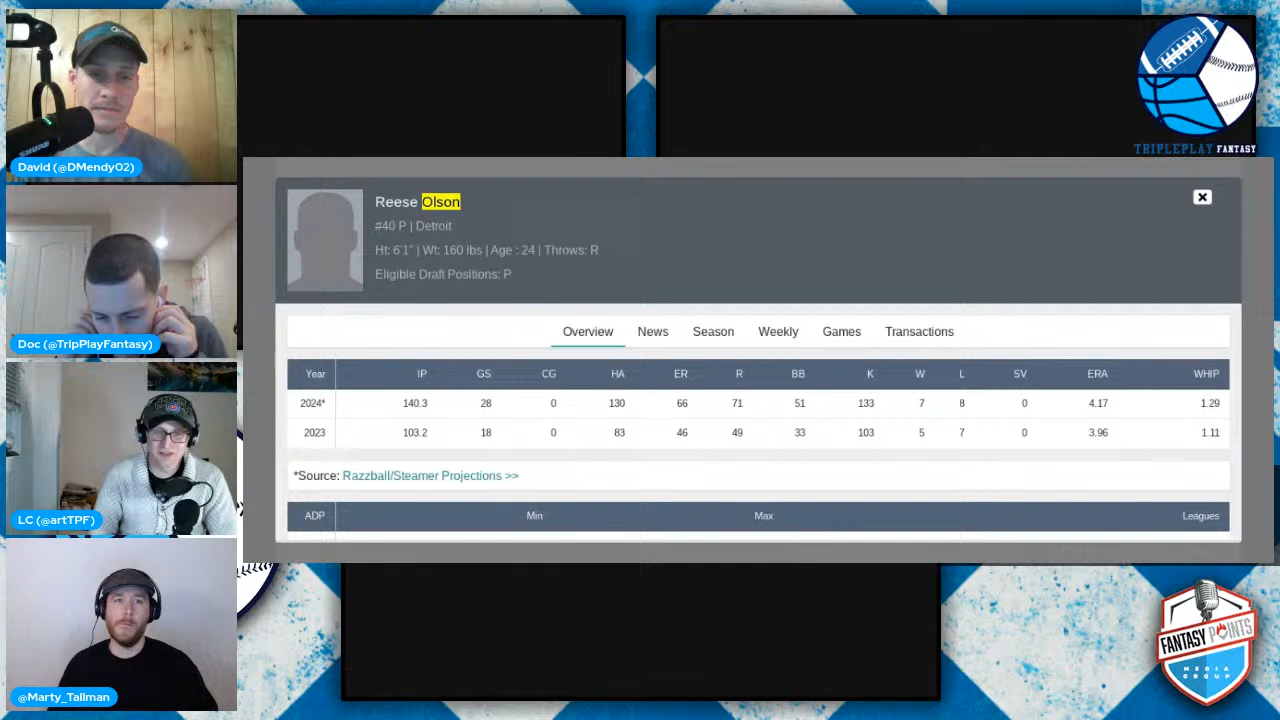 David (@DMendy02)
Doc (@TripPlayFantasy)
LC (@artTPF)
@Marty_Tallman
SHURE
TRIPLEPLAY FANTASY
Reese Olson
#40 P | Detroit
Ht: 6'1" | Wt: 160 lbs | Age : 24 | Throws: R
Eligible Draft Positions: P
Overview News Season Weekly Games Transactions
Year IP GS CG HA ER R BB K W L SV ERA WHIP
2024* 140.3 28 0 130 66 71 51 133 7 8 0 4.17 1.29
2023 103.2 18 0 83 46 49 33 103 5 7 0 3.96 1.11
*Source: Razzball/Steamer Projections >>
ADP Min Max Leagues
FANTASY POINTS
MEDIA
GROUP